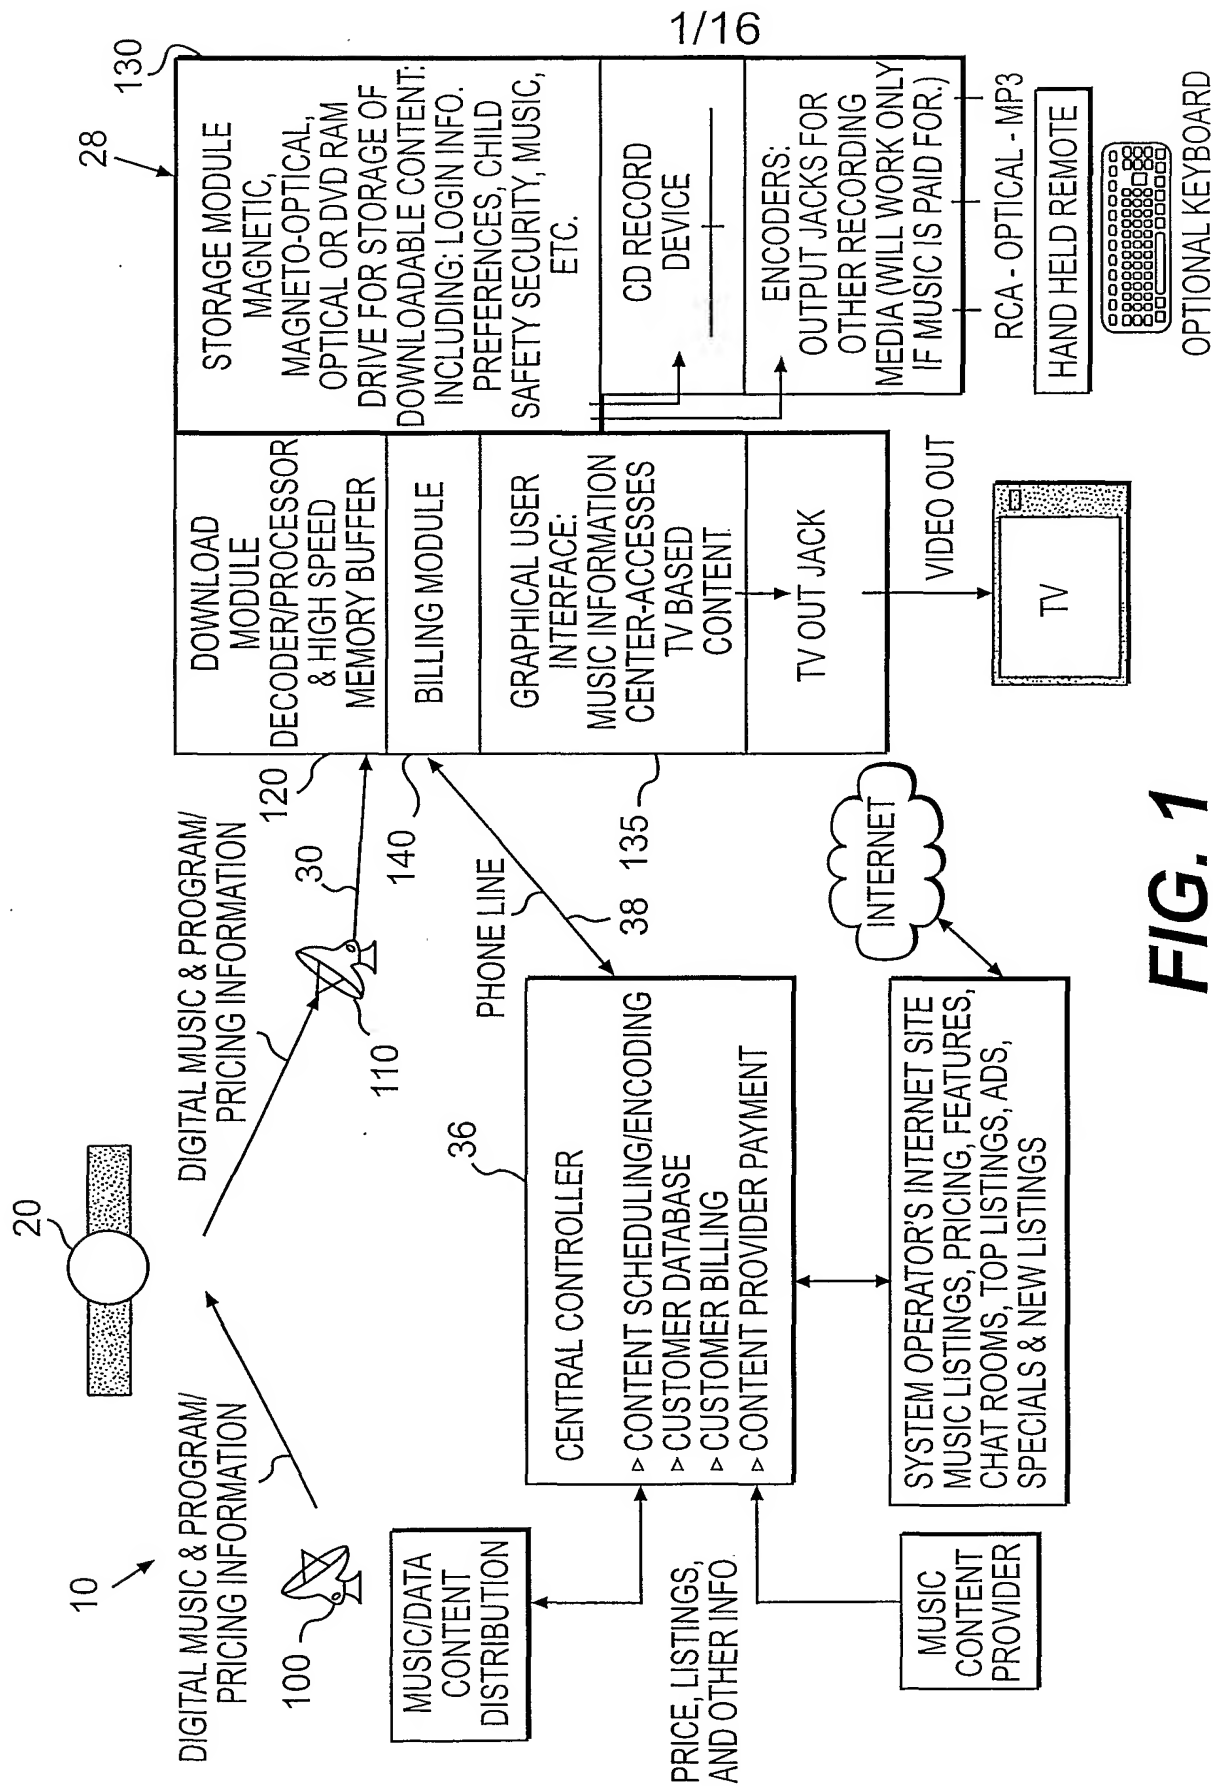 1/16
10
DIGITAL MUSIC & PROGRAM/
PRICING INFORMATION
100
20
DIGITAL MUSIC & PROGRAM/
PRICING INFORMATION
110
30
28
130
120
DOWNLOAD
MODULE
DECODER/PROCESSOR
& HIGH SPEED
MEMORY BUFFER
140
BILLING MODULE
135
GRAPHICAL USER
INTERFACE:
MUSIC INFORMATION
CENTER-ACCESSES
TV BASED
CONTENT
TV OUT JACK
VIDEO OUT
TV
STORAGE MODULE
MAGNETIC,
MAGNETO-OPTICAL,
OPTICAL OR DVD RAM
DRIVE FOR STORAGE OF
DOWNLOADABLE CONTENT:
INCLUDING: LOGIN INFO.
PREFERENCES, CHILD
SAFETY SECURITY, MUSIC,
ETC.
CD RECORD
DEVICE
ENCODERS:
OUTPUT JACKS FOR
OTHER RECORDING
MEDIA (WILL WORK ONLY
IF MUSIC IS PAID FOR.)
RCA - OPTICAL - MP3
HAND HELD REMOTE
OPTIONAL KEYBOARD
PHONE LINE
38
36
CENTRAL CONTROLLER
▹ CONTENT SCHEDULING/ENCODING
▹ CUSTOMER DATABASE
▹ CUSTOMER BILLING
▹ CONTENT PROVIDER PAYMENT
MUSIC/DATA
CONTENT
DISTRIBUTION
PRICE, LISTINGS,
AND OTHER INFO.
MUSIC
CONTENT
PROVIDER
SYSTEM OPERATOR'S INTERNET SITE
MUSIC LISTINGS, PRICING, FEATURES,
CHAT ROOMS, TOP LISTINGS, ADS,
SPECIALS & NEW LISTINGS
INTERNET
FIG. 1